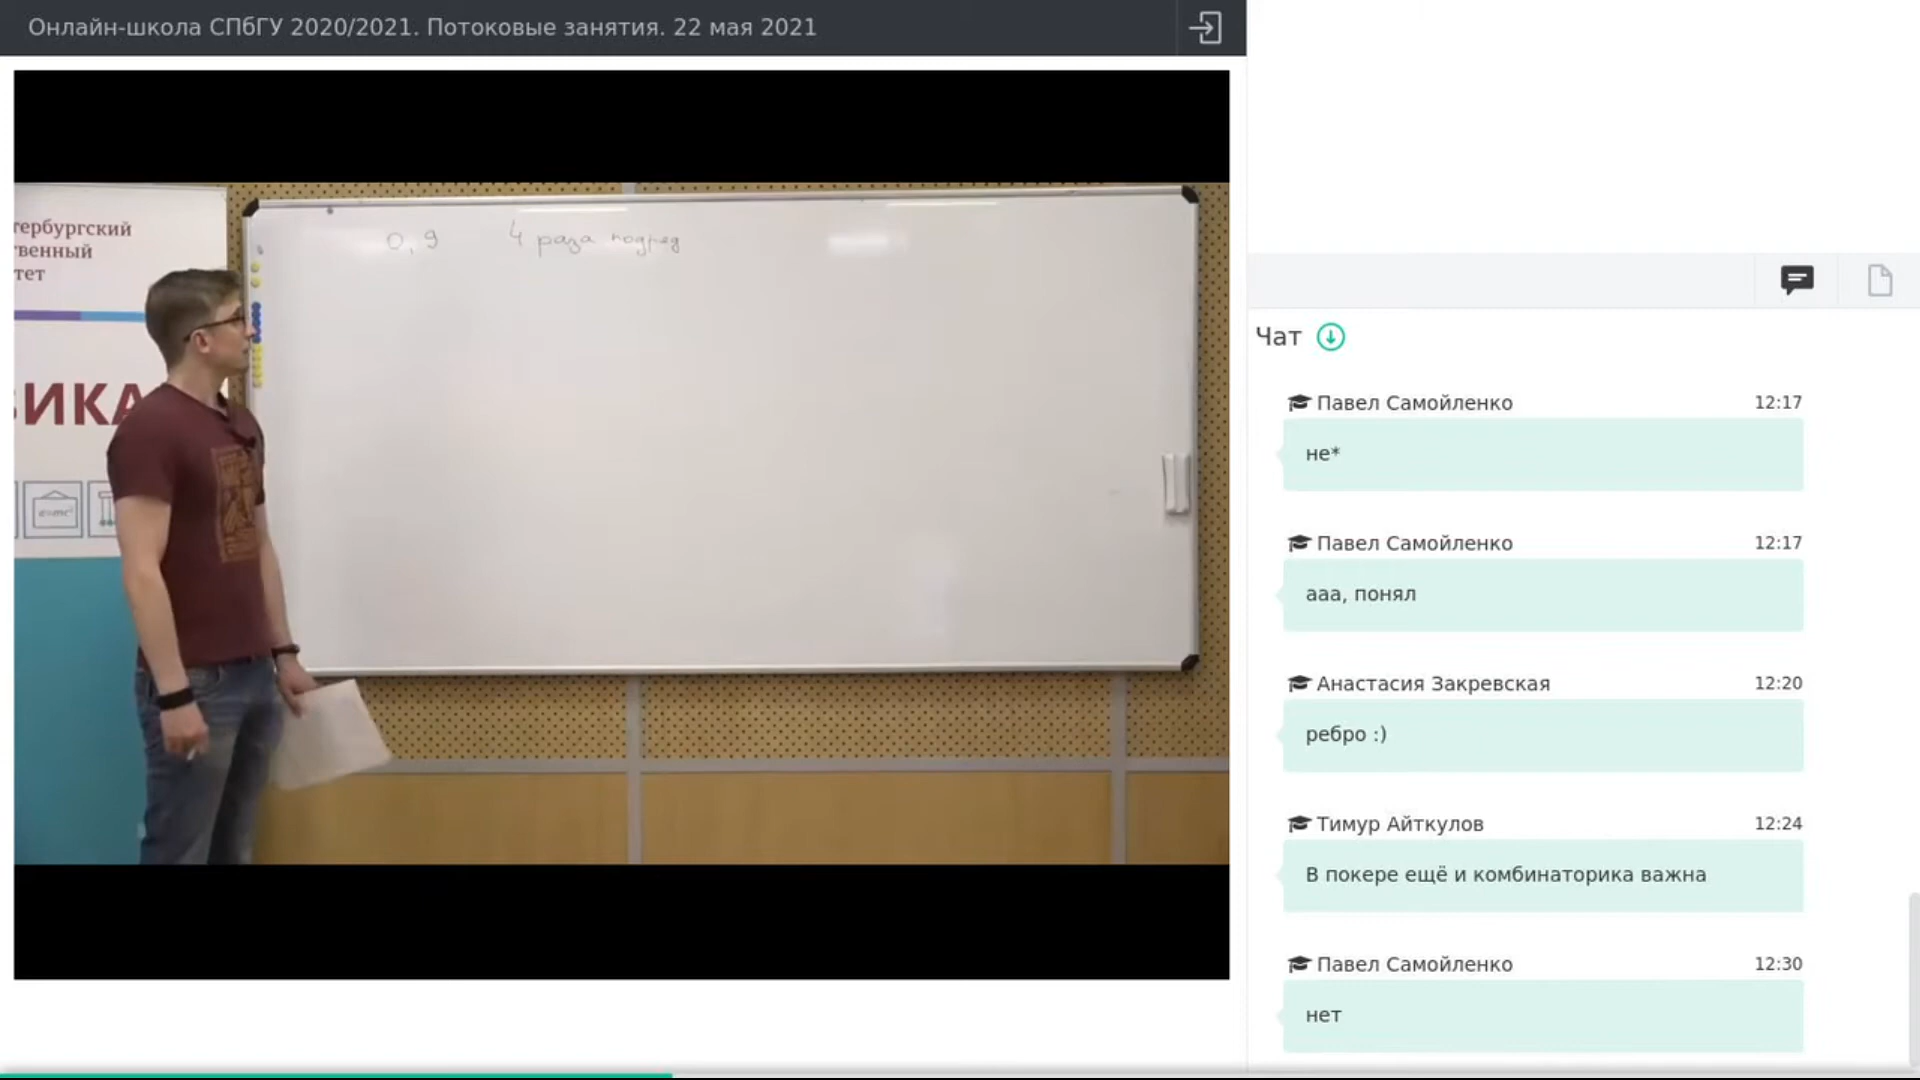 Онлайн-школа СПбГУ 2020/2021. Потоковые занятия. 22 мая 2021
тербургский
твенный
тет
ИКА
e=mc²
0,9 4 раза подряд
Чат
Павел Самойленко 12:17
не*
Павел Самойленко 12:17
ааа, понял
Анастасия Закревская 12:20
ребро :)
Тимур Айткулов 12:24
В покере ещё и комбинаторика важна
Павел Самойленко 12:30
нет